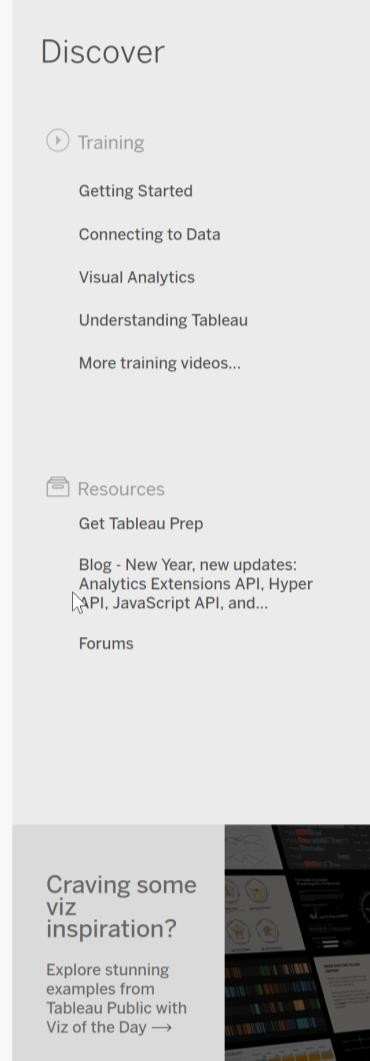 Discover
Training
Getting Started
Connecting to Data
Visual Analytics
Understanding Tableau
More training videos...
Resources
Get Tableau Prep
Blog - New Year, new updates:
Analytics Extensions API, Hyper
API, JavaScript API, and...
Forums
Craving some
viz
inspiration?
Explore stunning
examples from
Tableau Public with
Viz of the Day →